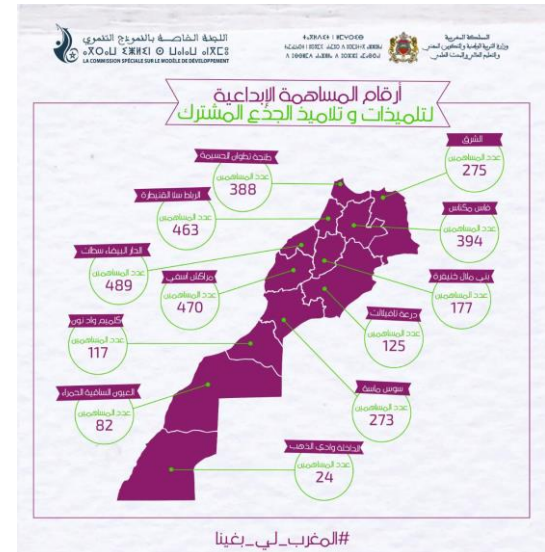 المملكة المغربية
وزارة التربية الوطنية والتكوين المهني
والتعليم العالي والبحث العلمي
اللجنة الخاصة بالنموذج التنموي
LA COMMISSION SPÉCIALE SUR LE MODÈLE DE DÉVELOPPEMENT
أرقام المساهمة الإبداعية
لتلميذات و تلاميذ الجذع المشترك
الشرق
عدد المساهمين
275
طنجة تطوان الحسيمة
عدد المساهمين
388
فاس مكناس
عدد المساهمين
394
الرباط سلا القنيطرة
عدد المساهمين
463
الدار البيضاء سطات
عدد المساهمين
489
مراكش اسفي
عدد المساهمين
470
بني ملال خنيفرة
عدد المساهمين
177
درعة تافيلالت
عدد المساهمين
125
كلميم واد نون
عدد المساهمين
117
سوس ماسة
عدد المساهمين
273
العيون الساقية الحمراء
عدد المساهمين
82
الداخلة وادي الذهب
عدد المساهمين
24
#المغرب_لي_بغينا